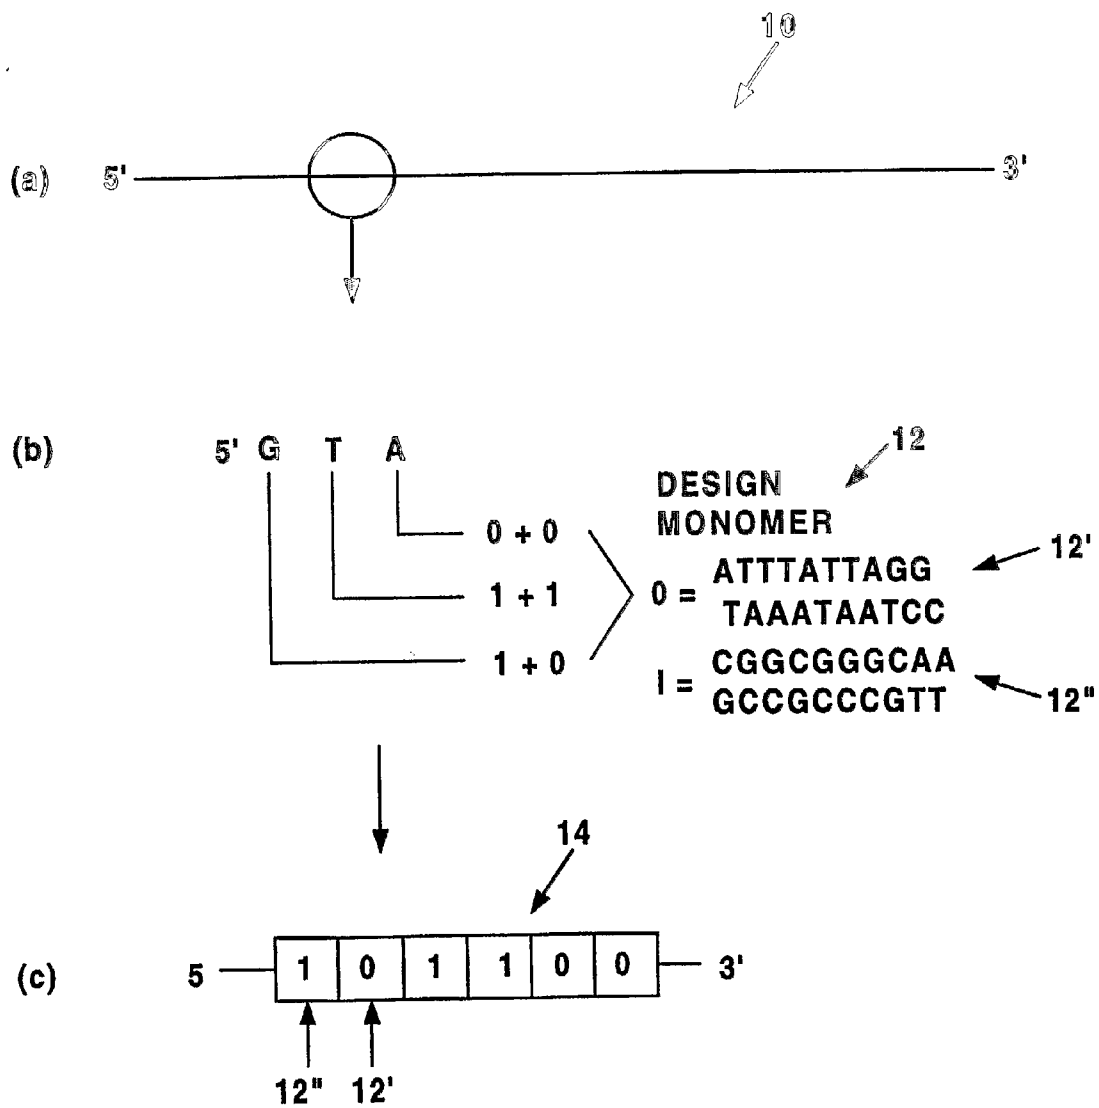 10
(a) 5' 3'
(b) 5' G T A 12
DESIGN
MONOMER
0 + 0
12'
0 = ATTTATTAGG
TAAATAATCC
1 + 1
1 + 0
I = CGGCGGGCAA
GCCGCCCGTT
12"
14
(c) 5 1 0 1 1 0 0 3'
12" 12'